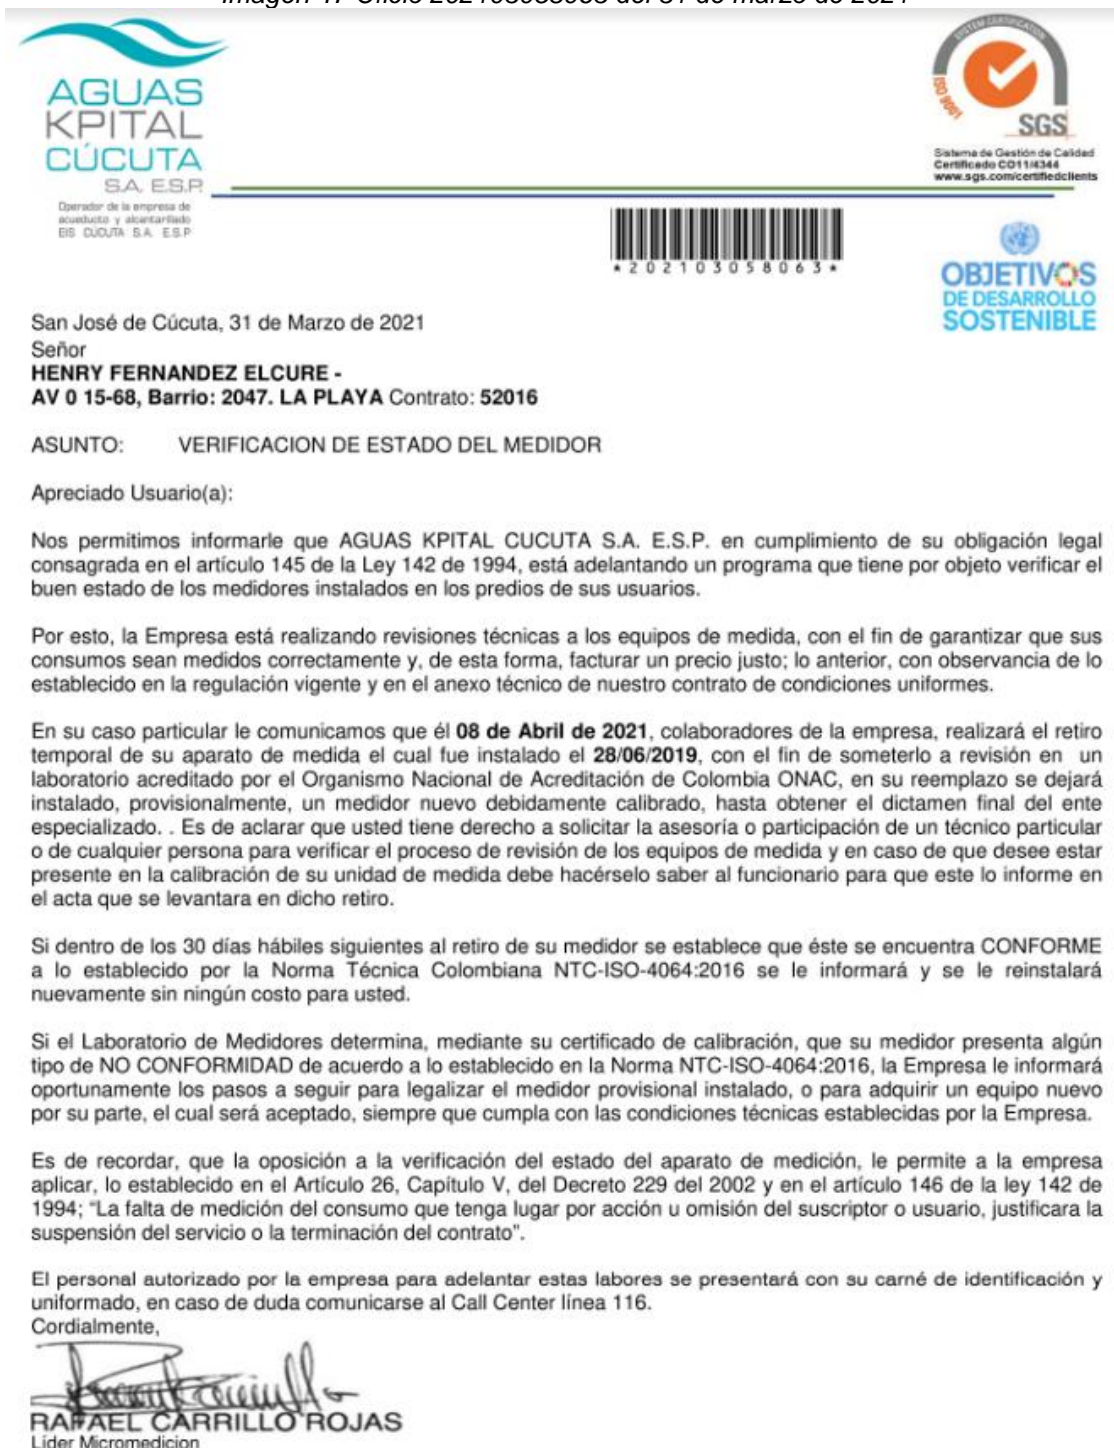 AGUAS
KPITAL
CÚCUTA
S.A. E.S.P.
Operador de la empresa de
acueducto y alcantarillado
EIS CÚCUTA S.A. E.S.P
SYSTEM CERTIFICATION
ISO 9001
SGS
Sistema de Gestión de Calidad
Certificado CO11/4344
www.sgs.com/certifiedclients
*202103058063*
OBJETIVOS
DE DESARROLLO
SOSTENIBLE
San José de Cúcuta, 31 de Marzo de 2021
Señor
HENRY FERNANDEZ ELCURE -
AV 0 15-68, Barrio: 2047. LA PLAYA Contrato: 52016
ASUNTO: VERIFICACION DE ESTADO DEL MEDIDOR
Apreciado Usuario(a):
Nos permitimos informarle que AGUAS KPITAL CUCUTA S.A. E.S.P. en cumplimiento de su obligación legal
consagrada en el artículo 145 de la Ley 142 de 1994, está adelantando un programa que tiene por objeto verificar el
buen estado de los medidores instalados en los predios de sus usuarios.
Por esto, la Empresa está realizando revisiones técnicas a los equipos de medida, con el fin de garantizar que sus
consumos sean medidos correctamente y, de esta forma, facturar un precio justo; lo anterior, con observancia de lo
establecido en la regulación vigente y en el anexo técnico de nuestro contrato de condiciones uniformes.
En su caso particular le comunicamos que él 08 de Abril de 2021, colaboradores de la empresa, realizará el retiro
temporal de su aparato de medida el cual fue instalado el 28/06/2019, con el fin de someterlo a revisión en un
laboratorio acreditado por el Organismo Nacional de Acreditación de Colombia ONAC, en su reemplazo se dejará
instalado, provisionalmente, un medidor nuevo debidamente calibrado, hasta obtener el dictamen final del ente
especializado. . Es de aclarar que usted tiene derecho a solicitar la asesoría o participación de un técnico particular
o de cualquier persona para verificar el proceso de revisión de los equipos de medida y en caso de que desee estar
presente en la calibración de su unidad de medida debe hacérselo saber al funcionario para que este lo informe en
el acta que se levantara en dicho retiro.
Si dentro de los 30 días hábiles siguientes al retiro de su medidor se establece que éste se encuentra CONFORME
a lo establecido por la Norma Técnica Colombiana NTC-ISO-4064:2016 se le informará y se le reinstalará
nuevamente sin ningún costo para usted.
Si el Laboratorio de Medidores determina, mediante su certificado de calibración, que su medidor presenta algún
tipo de NO CONFORMIDAD de acuerdo a lo establecido en la Norma NTC-ISO-4064:2016, la Empresa le informará
oportunamente los pasos a seguir para legalizar el medidor provisional instalado, o para adquirir un equipo nuevo
por su parte, el cual será aceptado, siempre que cumpla con las condiciones técnicas establecidas por la Empresa.
Es de recordar, que la oposición a la verificación del estado del aparato de medición, le permite a la empresa
aplicar, lo establecido en el Artículo 26, Capítulo V, del Decreto 229 del 2002 y en el artículo 146 de la ley 142 de
1994; “La falta de medición del consumo que tenga lugar por acción u omisión del suscriptor o usuario, justificara la
suspensión del servicio o la terminación del contrato”.
El personal autorizado por la empresa para adelantar estas labores se presentará con su carné de identificación y
uniformado, en caso de duda comunicarse al Call Center línea 116.
Cordialmente,
RAFAEL CARRILLO ROJAS
Líder Micromedicion